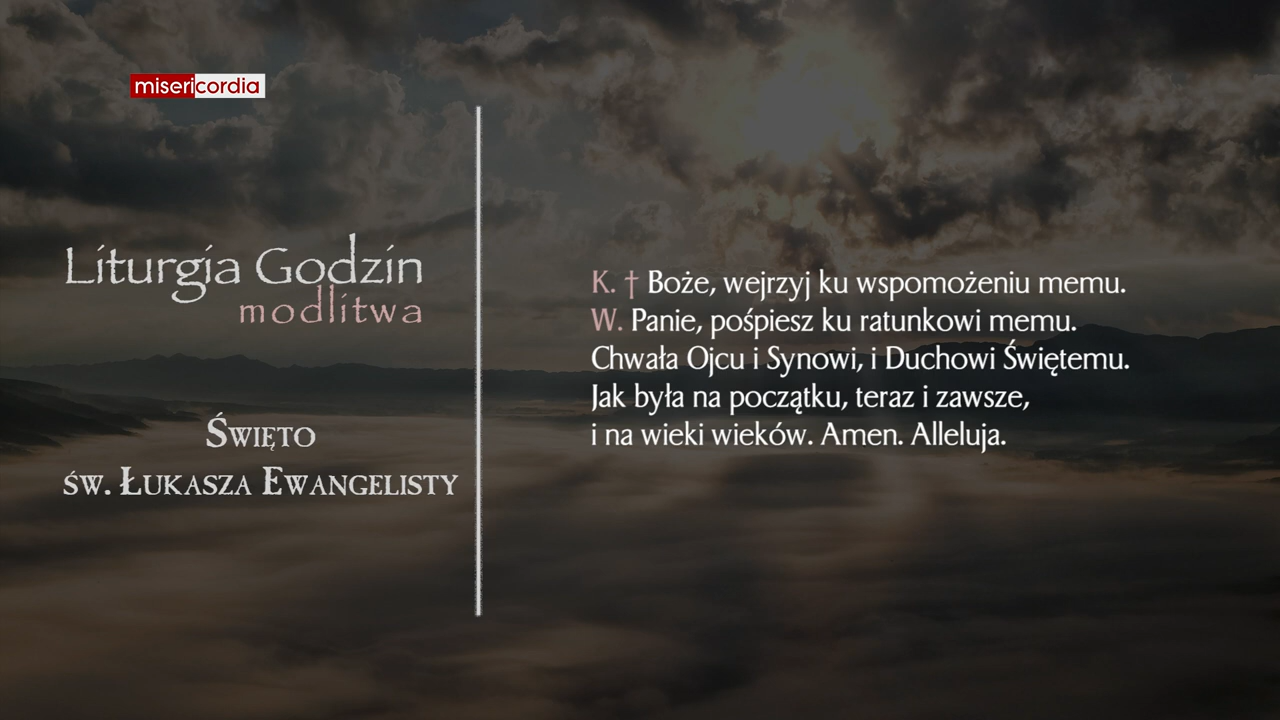 misericordia
Liturgia Godzin
modlitwa
Święto
św. Łukasza Ewangelisty
K. † Boże, wejrzyj ku wspomożeniu memu.
W. Panie, pośpiesz ku ratunkowi memu.
Chwała Ojcu i Synowi, i Duchowi Świętemu.
Jak była na początku, teraz i zawsze,
i na wieki wieków. Amen. Alleluja.